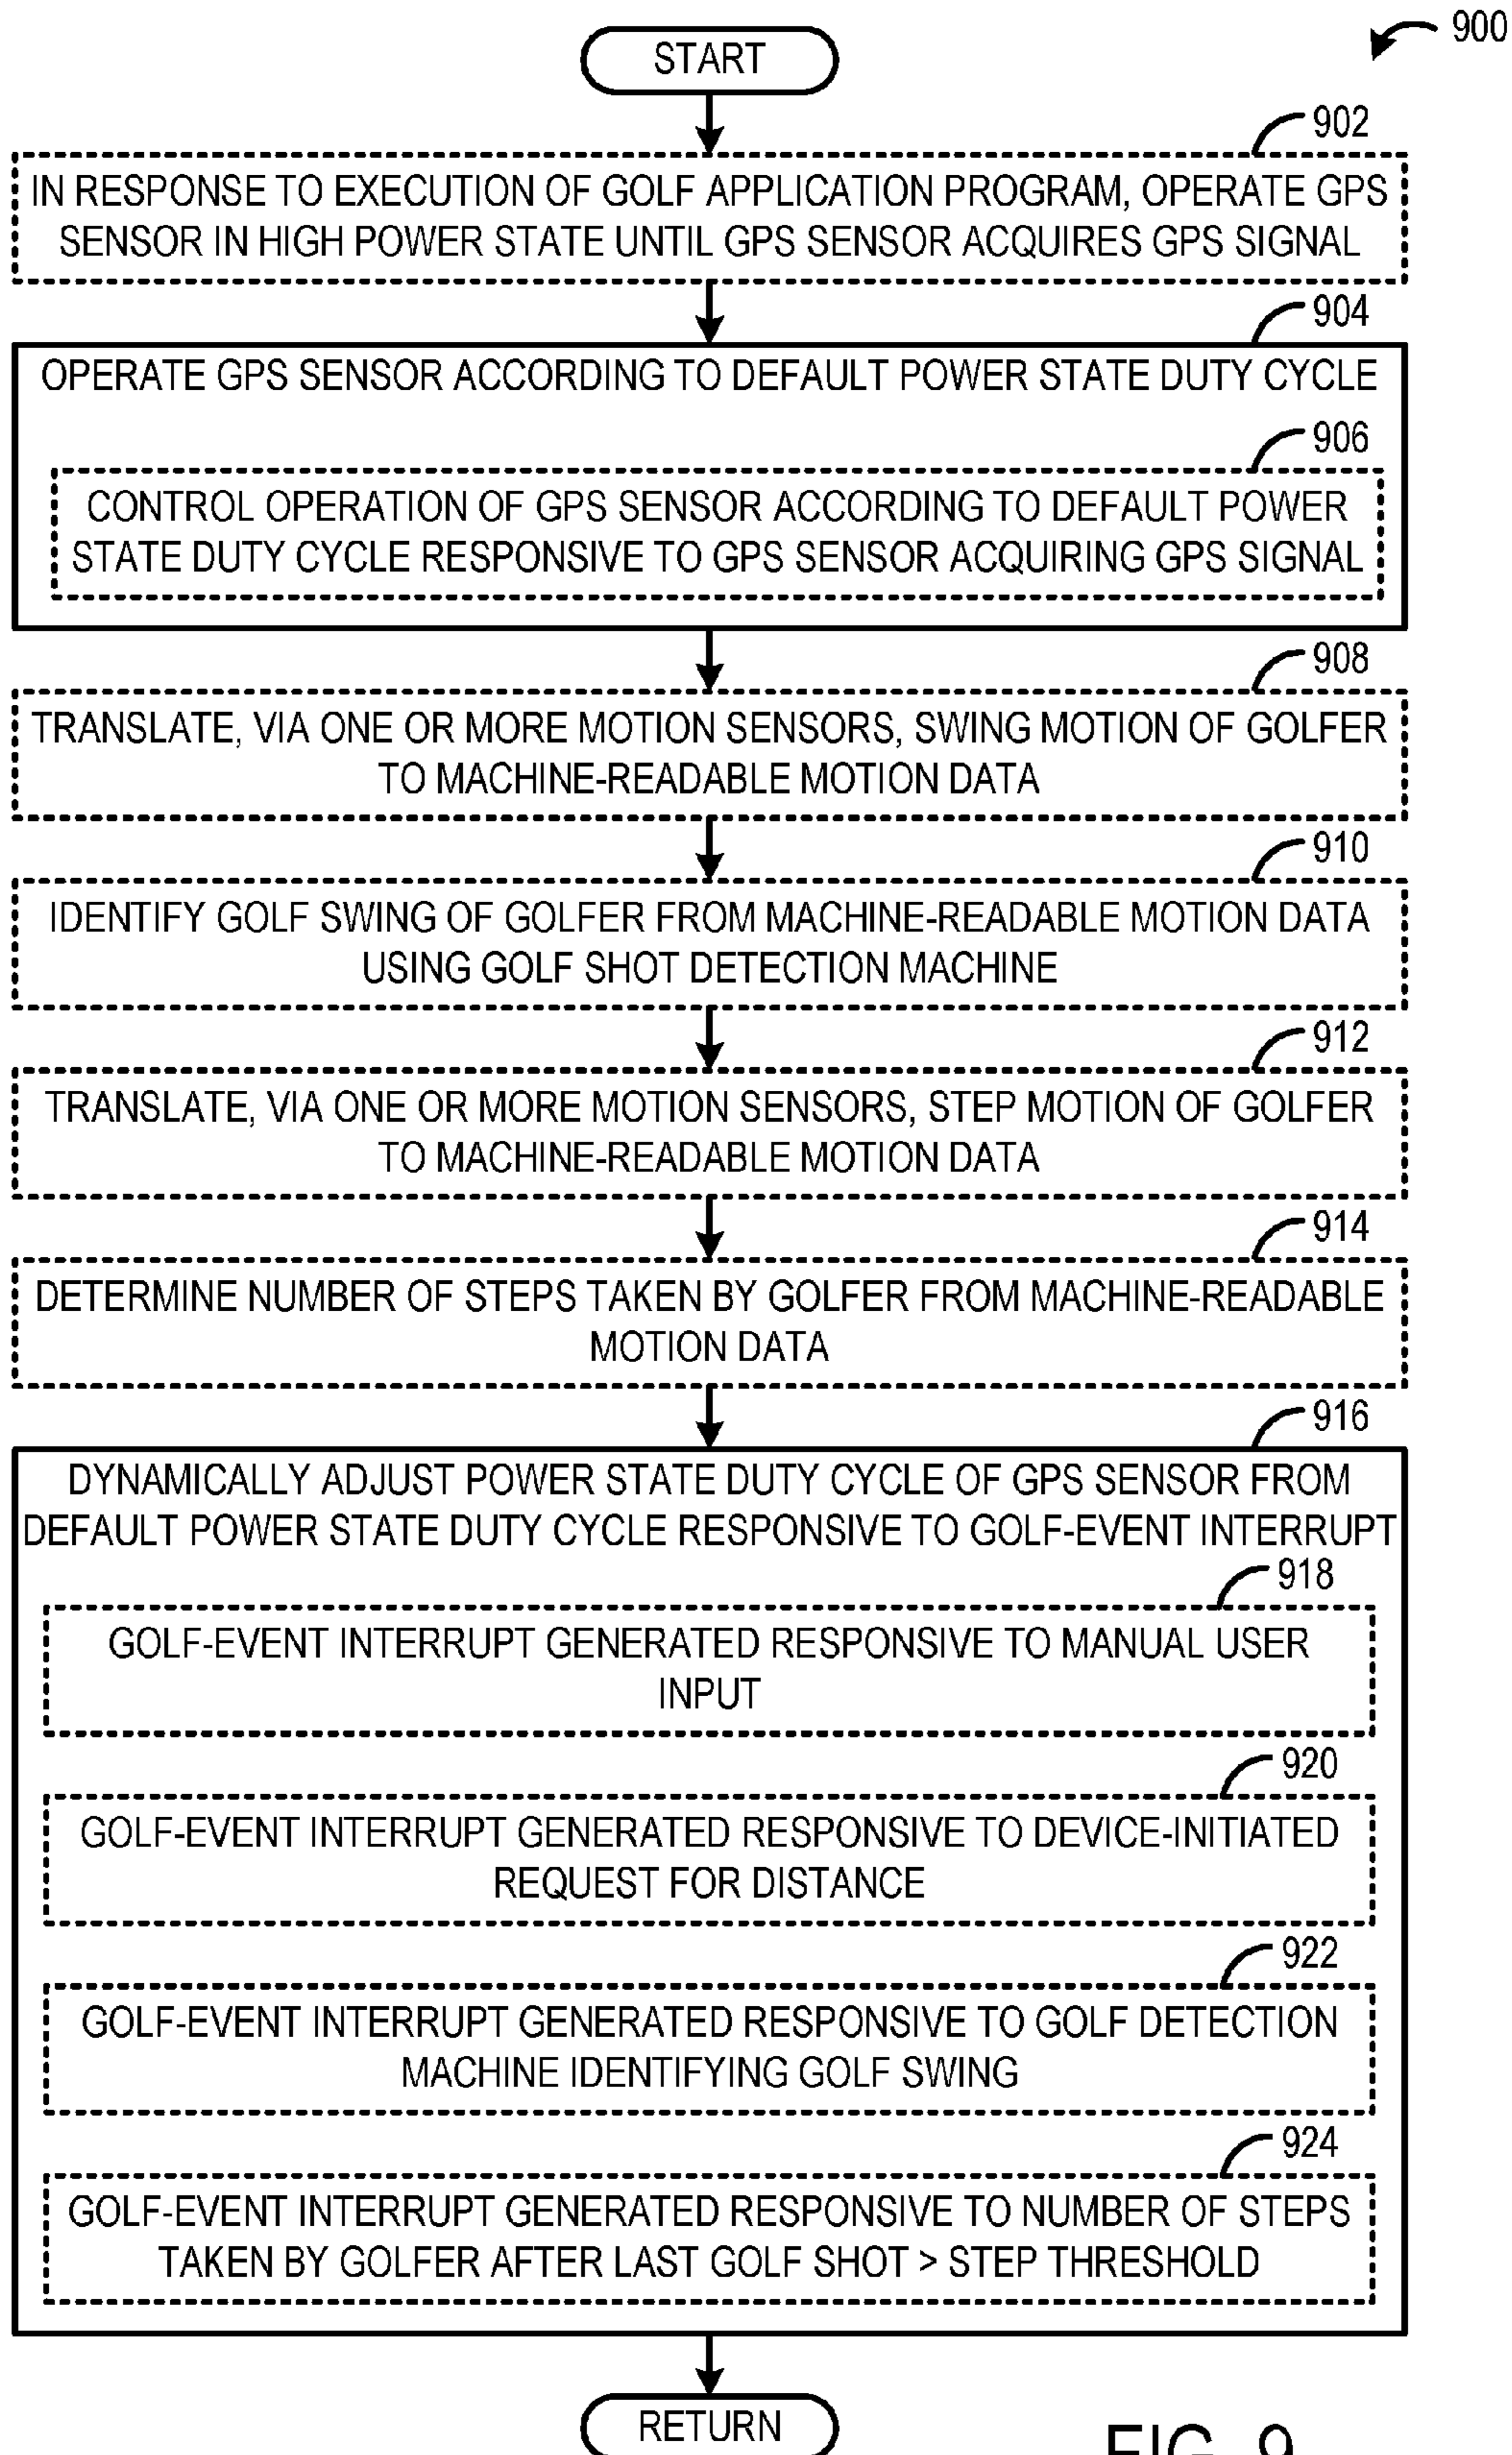 900
START
902
IN RESPONSE TO EXECUTION OF GOLF APPLICATION PROGRAM, OPERATE GPS
SENSOR IN HIGH POWER STATE UNTIL GPS SENSOR ACQUIRES GPS SIGNAL
904
OPERATE GPS SENSOR ACCORDING TO DEFAULT POWER STATE DUTY CYCLE
906
CONTROL OPERATION OF GPS SENSOR ACCORDING TO DEFAULT POWER
STATE DUTY CYCLE RESPONSIVE TO GPS SENSOR ACQUIRING GPS SIGNAL
908
TRANSLATE, VIA ONE OR MORE MOTION SENSORS, SWING MOTION OF GOLFER
TO MACHINE-READABLE MOTION DATA
910
IDENTIFY GOLF SWING OF GOLFER FROM MACHINE-READABLE MOTION DATA
USING GOLF SHOT DETECTION MACHINE
912
TRANSLATE, VIA ONE OR MORE MOTION SENSORS, STEP MOTION OF GOLFER
TO MACHINE-READABLE MOTION DATA
914
DETERMINE NUMBER OF STEPS TAKEN BY GOLFER FROM MACHINE-READABLE
MOTION DATA
916
DYNAMICALLY ADJUST POWER STATE DUTY CYCLE OF GPS SENSOR FROM
DEFAULT POWER STATE DUTY CYCLE RESPONSIVE TO GOLF-EVENT INTERRUPT
918
GOLF-EVENT INTERRUPT GENERATED RESPONSIVE TO MANUAL USER
INPUT
920
GOLF-EVENT INTERRUPT GENERATED RESPONSIVE TO DEVICE-INITIATED
REQUEST FOR DISTANCE
922
GOLF-EVENT INTERRUPT GENERATED RESPONSIVE TO GOLF DETECTION
MACHINE IDENTIFYING GOLF SWING
924
GOLF-EVENT INTERRUPT GENERATED RESPONSIVE TO NUMBER OF STEPS
TAKEN BY GOLFER AFTER LAST GOLF SHOT > STEP THRESHOLD
RETURN
FIG. 9